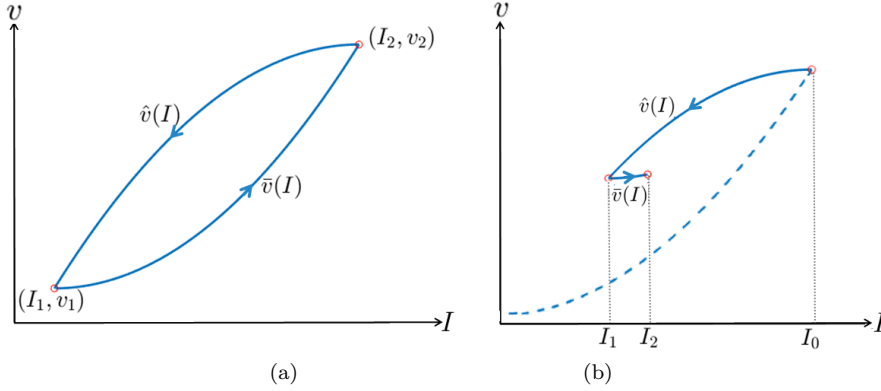 v
(I₂, v₂)
v̂(I)
v̄(I)
(I₁, v₁)
I
(a)
v
v̂(I)
v̄(I)
I₁ I₂ I₀
I
(b)